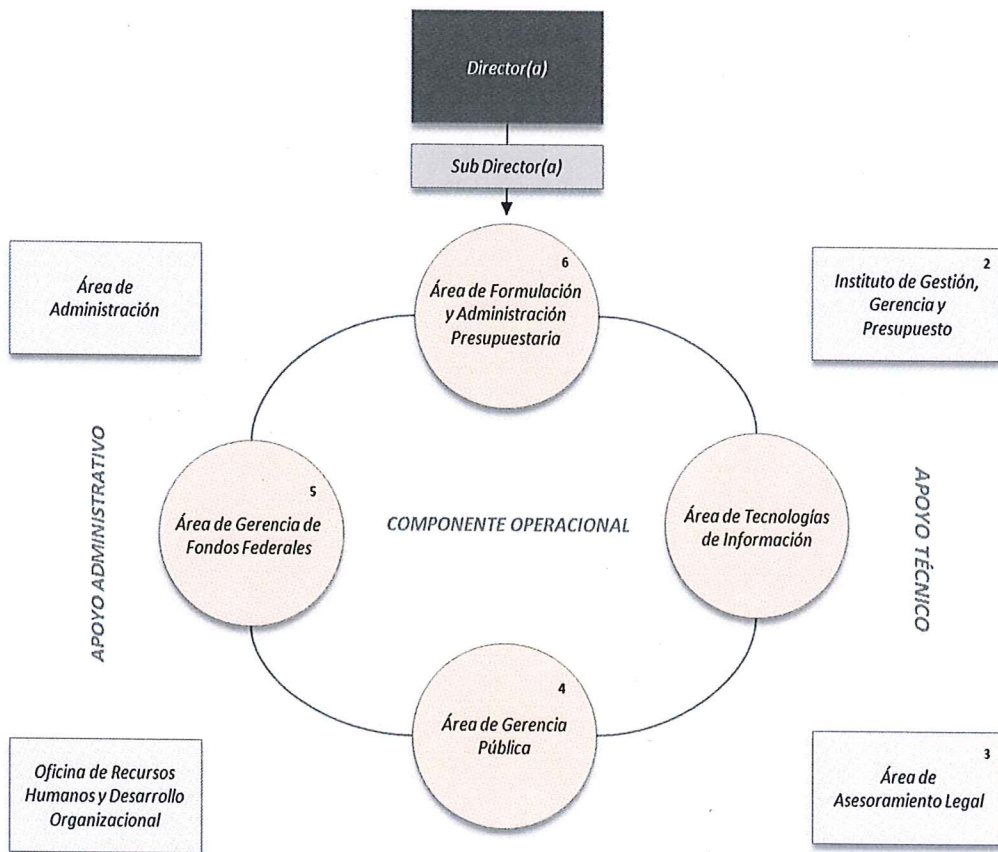 Director(a)
Sub Director(a)
6
Área de Formulación
y Administración
Presupuestaria
Área de
Administración
2
Instituto de Gestión,
Gerencia y
Presupuesto
APOYO ADMINISTRATIVO
5
Área de Gerencia de
Fondos Federales
COMPONENTE OPERACIONAL
Área de Tecnologías
de Información
APOYO TÉCNICO
4
Área de Gerencia
Pública
Oficina de Recursos
Humanos y Desarrollo
Organizacional
3
Área de
Asesoramiento Legal